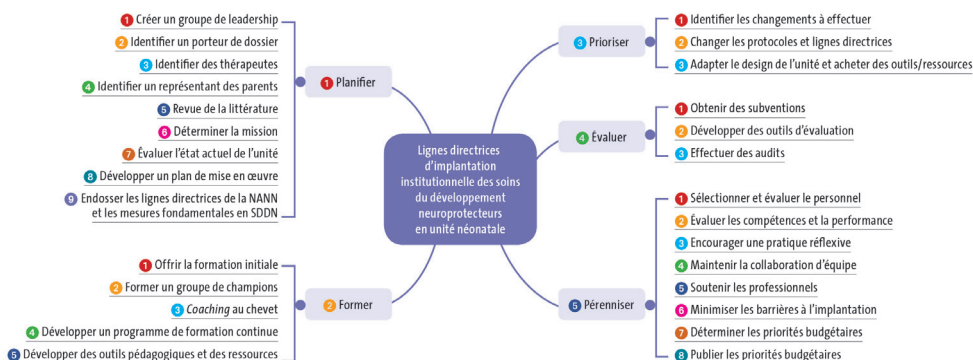 Lignes directrices
d'implantation
institutionnelle des soins
du développement
neuroprotecteurs
en unité néonatale
1 Planifier
1 Créer un groupe de leadership
2 Identifier un porteur de dossier
3 Identifier des thérapeutes
4 Identifier un représentant des parents
5 Revue de la littérature
6 Déterminer la mission
7 Évaluer l'état actuel de l'unité
8 Développer un plan de mise en œuvre
9 Endosser les lignes directrices de la NANN
et les mesures fondamentales en SDDN
2 Former
1 Offrir la formation initiale
2 Former un groupe de champions
3 Coaching au chevet
4 Développer un programme de formation continue
5 Développer des outils pédagogiques et des ressources
3 Prioriser
1 Identifier les changements à effectuer
2 Changer les protocoles et lignes directrices
3 Adapter le design de l'unité et acheter des outils/ressources
4 Évaluer
1 Obtenir des subventions
2 Développer des outils d'évaluation
3 Effectuer des audits
5 Pérenniser
1 Sélectionner et évaluer le personnel
2 Évaluer les compétences et la performance
3 Encourager une pratique réflexive
4 Maintenir la collaboration d'équipe
5 Soutenir les professionnels
6 Minimiser les barrières à l'implantation
7 Déterminer les priorités budgétaires
8 Publier les priorités budgétaires